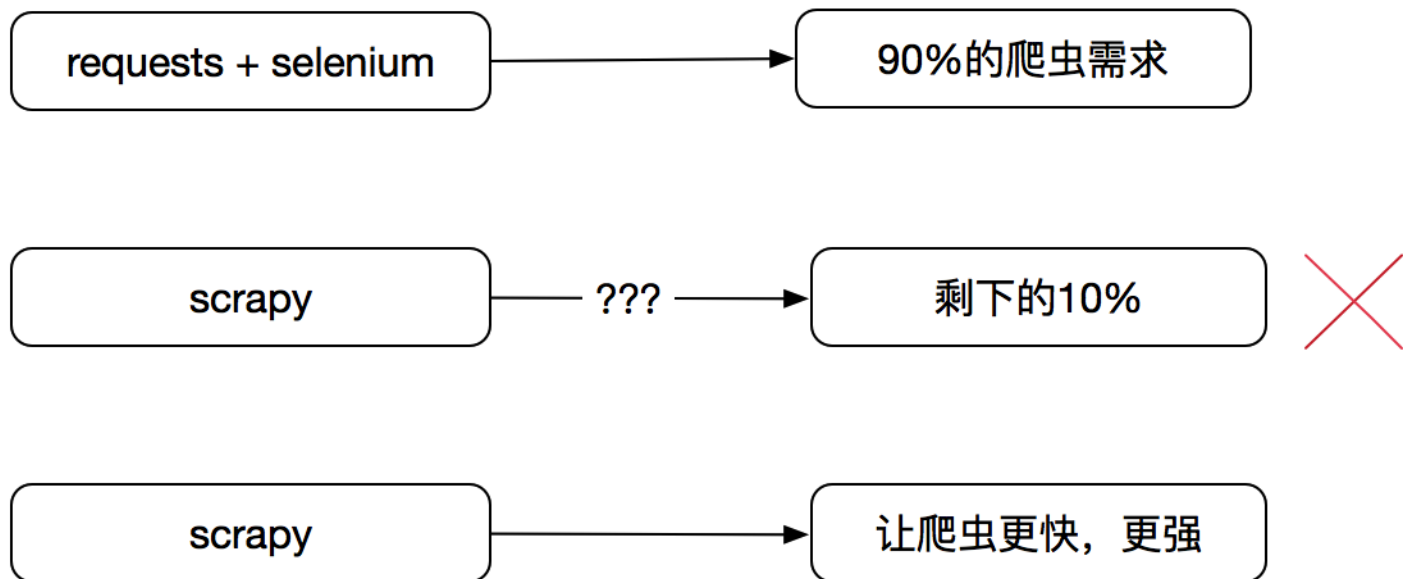 requests + selenium
90%的爬虫需求
scrapy
???
剩下的10%
scrapy
让爬虫更快，更强